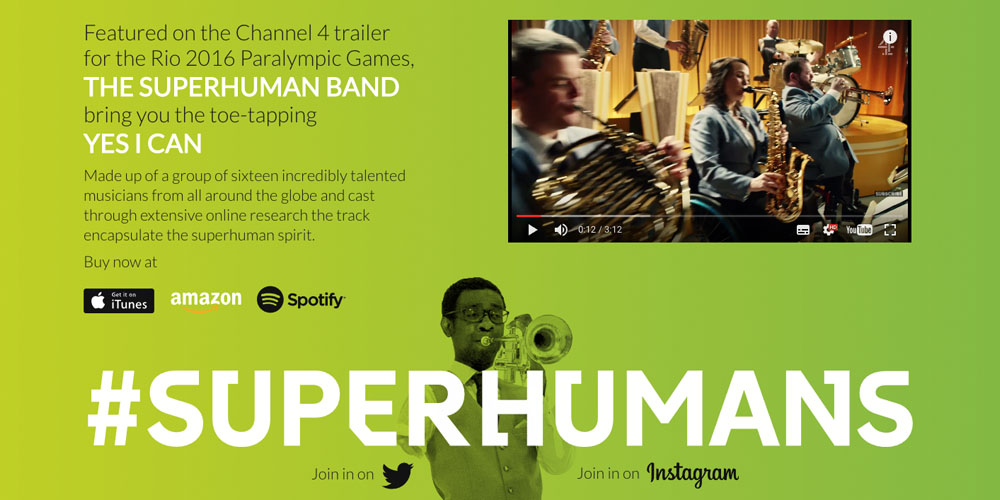 Featured on the Channel 4 trailer
for the Rio 2016 Paralympic Games,
THE SUPERHUMAN BAND
bring you the toe-tapping
YES I CAN
Made up of a group of sixteen incredibly talented
musicians from all around the globe and cast
through extensive online research the track
encapsulate the superhuman spirit.
Buy now at
Get it on
iTunes
amazon
Spotify
i
4
SUBSCRIBE
0:12 / 3:12
HD
YouTube
#SUPERHUMANS
Join in on
Join in on Instagram